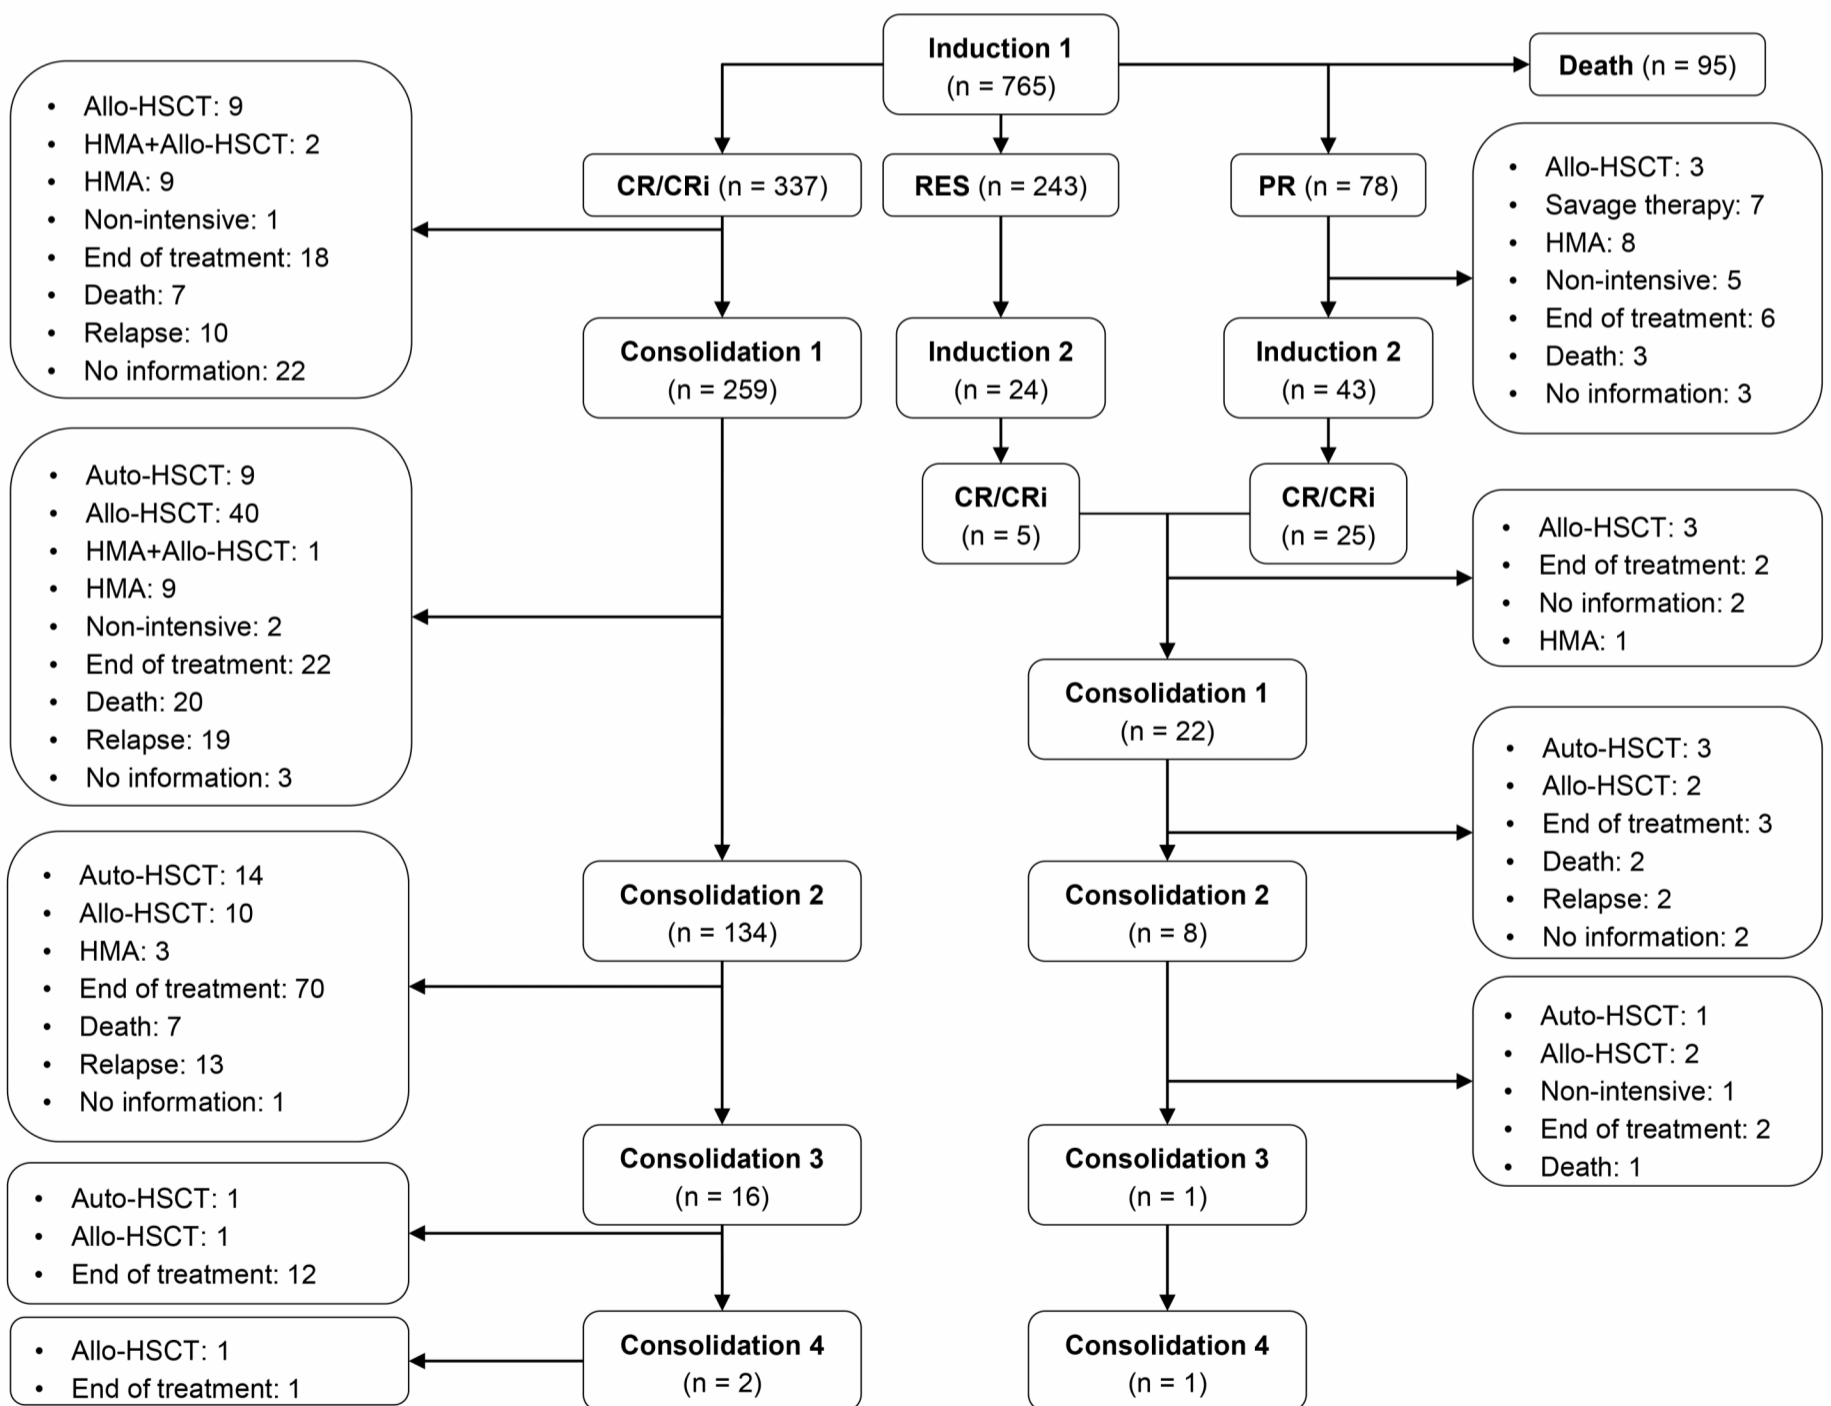 Induction 1
(n = 765)
Death (n = 95)
CR/CRi (n = 337)
RES (n = 243)
PR (n = 78)
• Allo-HSCT: 9
• HMA+Allo-HSCT: 2
• HMA: 9
• Non-intensive: 1
• End of treatment: 18
• Death: 7
• Relapse: 10
• No information: 22
• Allo-HSCT: 3
• Savage therapy: 7
• HMA: 8
• Non-intensive: 5
• End of treatment: 6
• Death: 3
• No information: 3
Consolidation 1
(n = 259)
Induction 2
(n = 24)
Induction 2
(n = 43)
CR/CRi
(n = 5)
CR/CRi
(n = 25)
• Auto-HSCT: 9
• Allo-HSCT: 40
• HMA+Allo-HSCT: 1
• HMA: 9
• Non-intensive: 2
• End of treatment: 22
• Death: 20
• Relapse: 19
• No information: 3
• Allo-HSCT: 3
• End of treatment: 2
• No information: 2
• HMA: 1
Consolidation 1
(n = 22)
• Auto-HSCT: 3
• Allo-HSCT: 2
• End of treatment: 3
• Death: 2
• Relapse: 2
• No information: 2
Consolidation 2
(n = 134)
Consolidation 2
(n = 8)
• Auto-HSCT: 14
• Allo-HSCT: 10
• HMA: 3
• End of treatment: 70
• Death: 7
• Relapse: 13
• No information: 1
• Auto-HSCT: 1
• Allo-HSCT: 2
• Non-intensive: 1
• End of treatment: 2
• Death: 1
Consolidation 3
(n = 16)
Consolidation 3
(n = 1)
• Auto-HSCT: 1
• Allo-HSCT: 1
• End of treatment: 12
Consolidation 4
(n = 2)
Consolidation 4
(n = 1)
• Allo-HSCT: 1
• End of treatment: 1